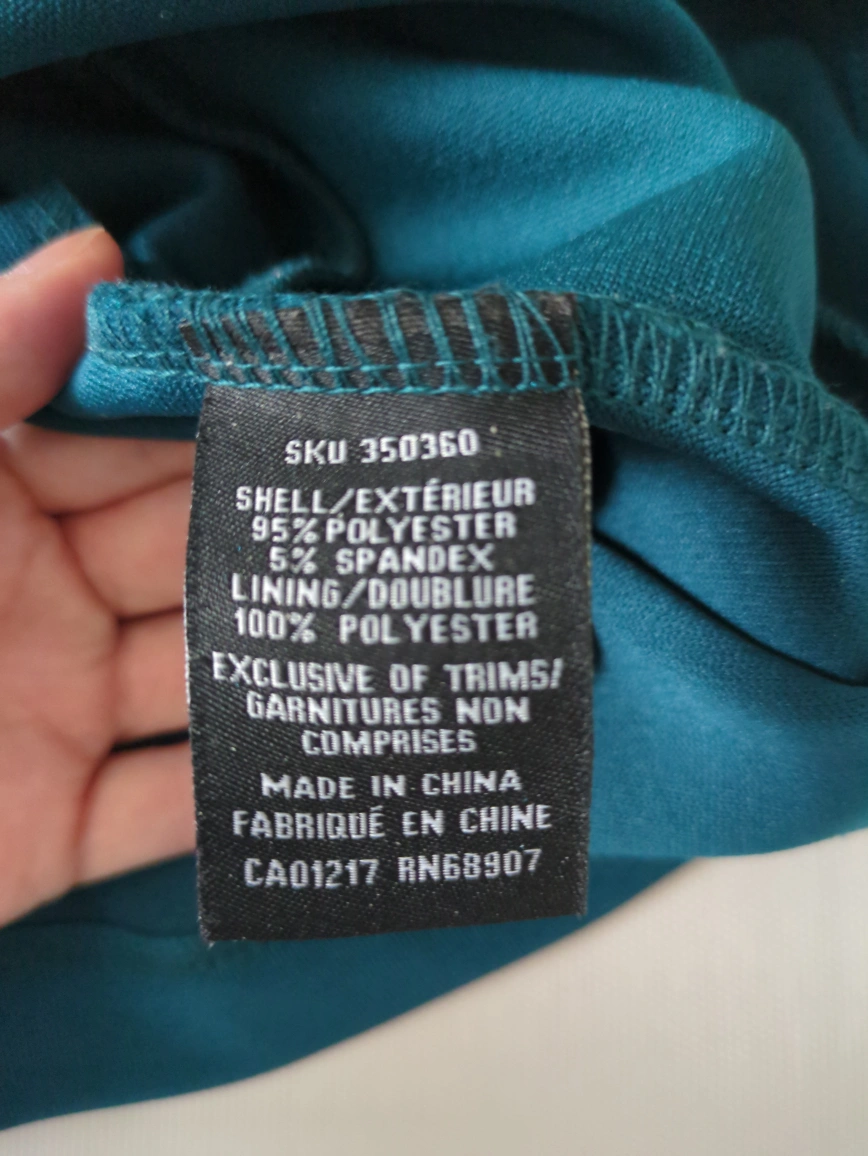 SKU 350360
SHELL/EXTÉRIEUR
95% POLYESTER
5% SPANDEX
LINING/DOUBLURE
100% POLYESTER
EXCLUSIVE OF TRIMS/
GARNITURES NON
COMPRISES
MADE IN CHINA
FABRIQUÉ EN CHINE
CA01217 RN68907